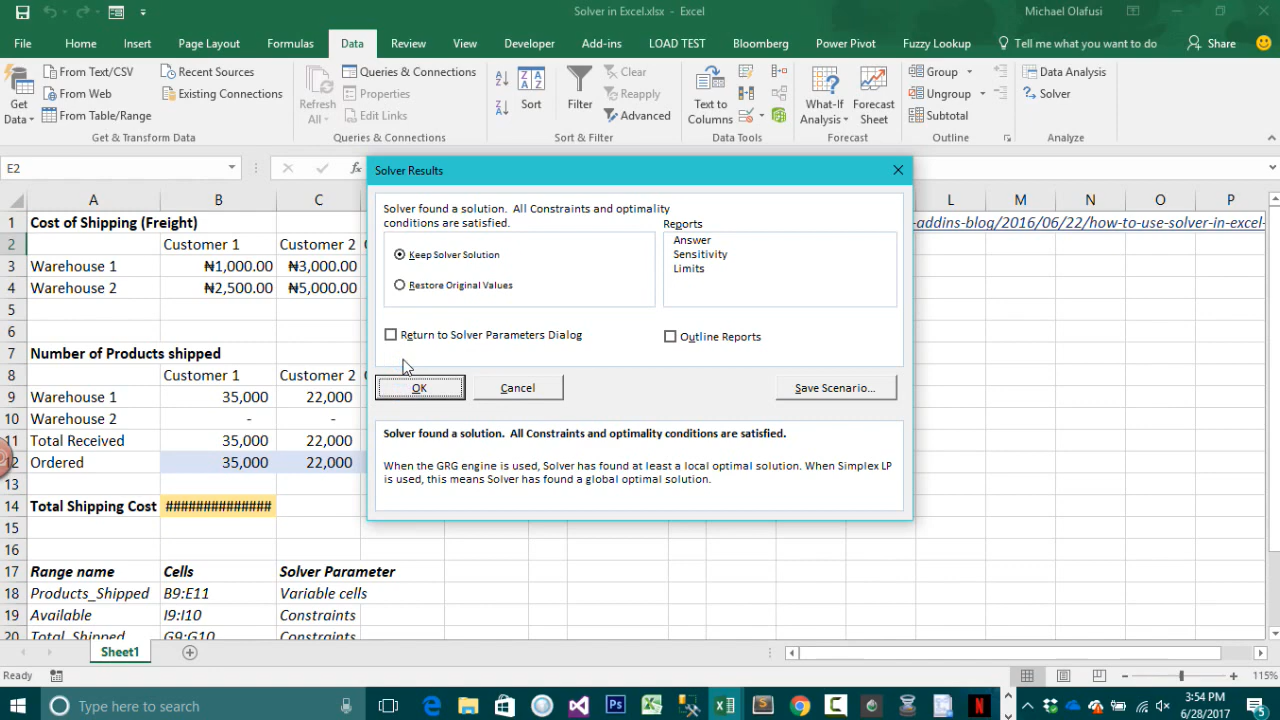 Solver in Excel.xlsx - Excel
Michael Olafusi
File Home Insert Page Layout Formulas Data Review View Developer Add-ins LOAD TEST Bloomberg Power Pivot Fuzzy Lookup Tell me what you want to do Share
From Text/CSV Recent Sources Queries & Connections Clear Group Data Analysis
Get Data From Web Existing Connections Refresh All Properties Sort Filter Reapply Text to Columns What-If Analysis Forecast Sheet Ungroup Solver
From Table/Range Edit Links Advanced Subtotal
Get & Transform Data Queries & Connections Sort & Filter Data Tools Forecast Outline Analyze
E2 fx
Solver Results
Solver found a solution. All Constraints and optimality
conditions are satisfied.
Keep Solver Solution
Restore Original Values
Return to Solver Parameters Dialog
Reports
Answer
Sensitivity
Limits
Outline Reports
OK Cancel Save Scenario...
Solver found a solution. All Constraints and optimality conditions are satisfied.
When the GRG engine is used, Solver has found at least a local optimal solution. When Simplex LP
is used, this means Solver has found a global optimal solution.
A B C L M N O P
1 Cost of Shipping (Freight) -addins-blog/2016/06/22/how-to-use-solver-in-excel-
2 Customer 1 Customer 2
3 Warehouse 1 ₦1,000.00 ₦3,000.00
4 Warehouse 2 ₦2,500.00 ₦5,000.00
5
6
7 Number of Products shipped
8 Customer 1 Customer 2
9 Warehouse 1 35,000 22,000
10 Warehouse 2 - -
11 Total Received 35,000 22,000
12 Ordered 35,000 22,000
13
14 Total Shipping Cost ##############
15
16
17 Range name Cells Solver Parameter
18 Products_Shipped B9:E11 Variable cells
19 Available I9:I10 Constraints
20 Total_Shipped G9:G10 Constraints
Sheet1
Ready 115%
Type here to search
3:54 PM
6/28/2017
5